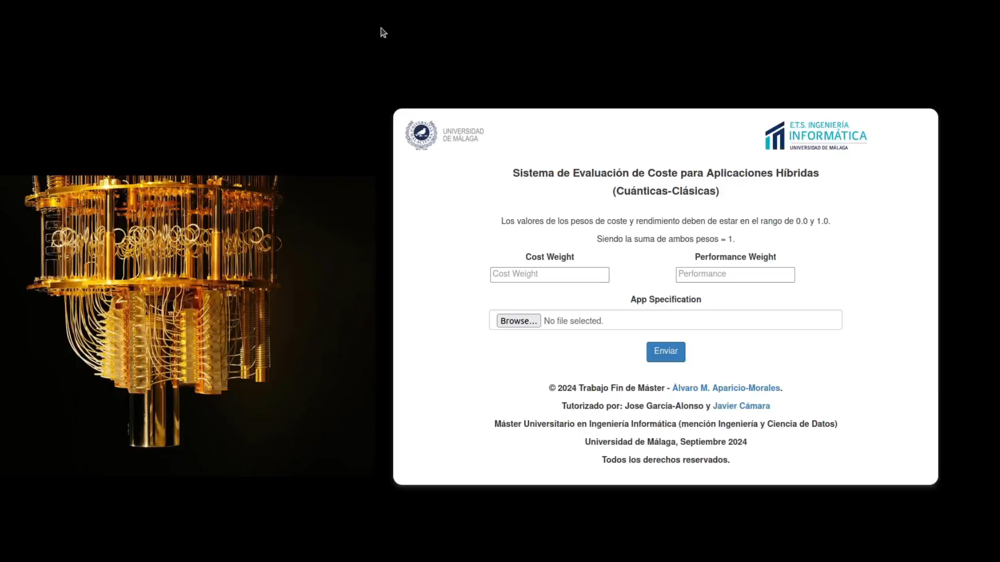 UNIVERSITAS
MALACITANA
UNIVERSIDAD
DE MÁLAGA
E.T.S. INGENIERÍA
INFORMÁTICA
UNIVERSIDAD DE MÁLAGA
Sistema de Evaluación de Coste para Aplicaciones Híbridas
(Cuánticas-Clásicas)
Los valores de los pesos de coste y rendimiento deben de estar en el rango de 0.0 y 1.0.
Siendo la suma de ambos pesos = 1.
Cost Weight
Performance Weight
Cost Weight
Performance
App Specification
Browse... No file selected.
Enviar
© 2024 Trabajo Fin de Máster - Álvaro M. Aparicio-Morales.
Tutorizado por: Jose Garcia-Alonso y Javier Cámara
Máster Universitario en Ingeniería Informática (mención Ingeniería y Ciencia de Datos)
Universidad de Málaga, Septiembre 2024
Todos los derechos reservados.